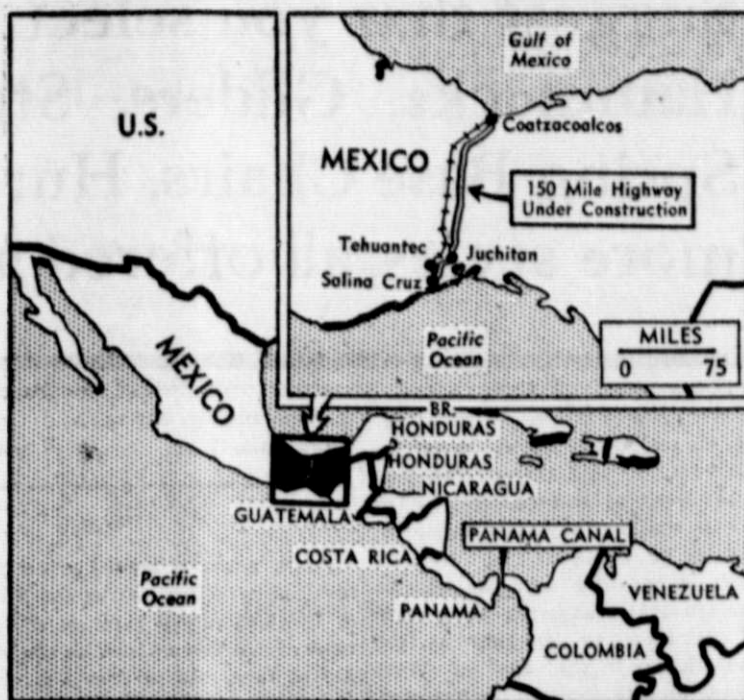 U.S.
Gulf of
Mexico
Coatzacoalcos
MEXICO
150 Mile Highway
Under Construction
Tehuantec
Juchitan
Salina Cruz
Pacific
Ocean
MILES
0 75
MEXICO
BR.
HONDURAS
HONDURAS
NICARAGUA
GUATEMALA
PANAMA CANAL
COSTA RICA
Pacific
Ocean
PANAMA
VENEZUELA
COLOMBIA